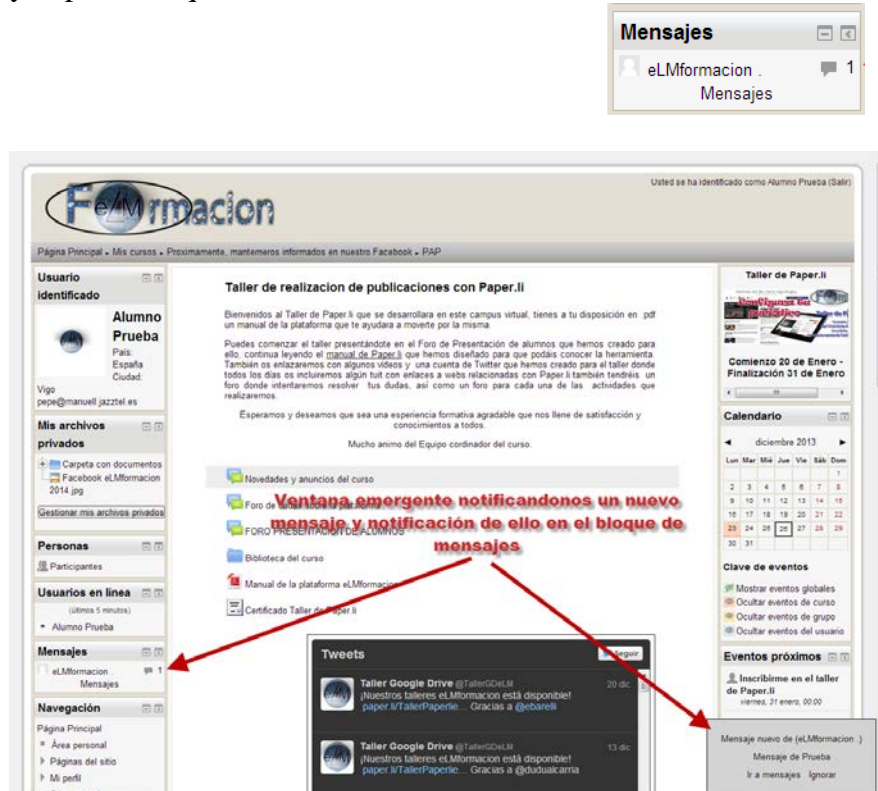 Mensajes
eLMformacion . 1
Mensajes
FeLMormacion
Usted se ha identificado como Alumno Prueba (Salir)
Página Principal Mis cursos Proximamente, mantemeros informados en nuestro Facebook PAP
Usuario
identificado
Alumno
Prueba
País:
España
Ciudad:
Vigo
pepe@manuell.jazztel.es
Mis archivos
privados
Carpeta con documentos
Facebook eLMformacion
2014.jpg
Gestionar mis archivos privados
Personas
Participantes
Usuarios en linea
(últimos 5 minutos)
Alumno Prueba
Mensajes
eLMformacion . 1
Mensajes
Navegación
Página Principal
Área personal
Páginas del sitio
Mi perfil
Taller de realizacion de publicaciones con Paper.li
Bienvenidos al Taller de Paper.li que se desarrollara en este campus virtual, tienes a tu disposición en .pdf
un manual de la plataforma que te ayudara a moverte por la misma.
Puedes comenzar el taller presentándote en el Foro de Presentación de alumnos que hemos creado para
ello, continua leyendo el manual de Paper.li que hemos diseñado para que podáis conocer la herramienta.
También os enlazaremos con algunos videos y una cuenta de Twitter que hemos creado para el taller donde
todos los días os incluiremos algún tuit con enlaces a webs relacionadas con Paper.li también tendréis un
foro donde intentaremos resolver tus dudas, así como un foro para cada una de las actividades que
realizaremos.
Esperamos y deseamos que sea una esperiencia formativa agradable que nos llene de satisfacción y
conocimientos a todos.
Mucho animo del Equipo cordinador del curso.
Novedades y anuncios del curso
Foro de
FORO PRESENTACIÓN DE ALUMNOS
Ventana emergente notificandonos un nuevo
mensaje y notificación de ello en el bloque de
mensajes
Biblioteca del curso
Manual de la plataforma eLMformacion
Certificado Taller de Paper.li
Tweets
Seguir
Taller Google Drive @TallerGDeLM 20 dic
¡Nuestros talleres eLMformacion está disponible!
paper.li/TallerPaperlie... Gracias a @ebarelli
Taller Google Drive @TallerGDeLM 13 dic
¡Nuestros talleres eLMformacion está disponible!
paper.li/TallerPaperlie... Gracias a @dudualcarria
Taller de Paper.li
Comienzo 20 de Enero -
Finalización 31 de Enero
Calendario
diciembre 2013
Lun Mar Mié Jue Vie Sáb Dom
1
2 3 4 5 6 7 8
9 10 11 12 13 14 15
16 17 18 19 20 21 22
23 24 25 26 27 28 29
30 31
Clave de eventos
Mostrar eventos globales
Ocultar eventos de curso
Ocultar eventos de grupo
Ocultar eventos del usuario
Eventos próximos
Inscribirme en el taller
de Paper.li
viernes, 31 enero, 00:00
Mensaje nuevo de (eLMformacion .)
Mensaje de Prueba
Ir a mensajes Ignorar